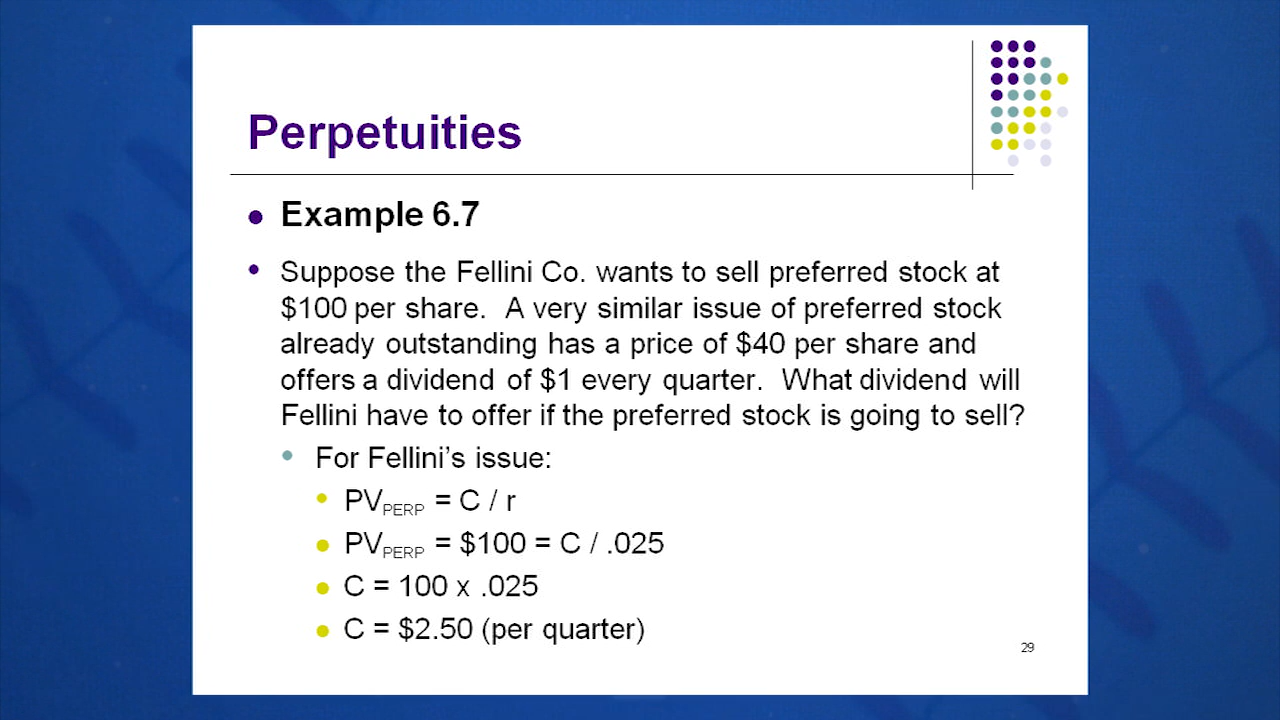 Perpetuities
Example 6.7
Suppose the Fellini Co. wants to sell preferred stock at
$100 per share.  A very similar issue of preferred stock
already outstanding has a price of $40 per share and
offers a dividend of $1 every quarter.  What dividend will
Fellini have to offer if the preferred stock is going to sell?
For Fellini's issue:
PVPERP = C / r
PVPERP = $100 = C / .025
C = 100 x .025
C = $2.50 (per quarter)
29